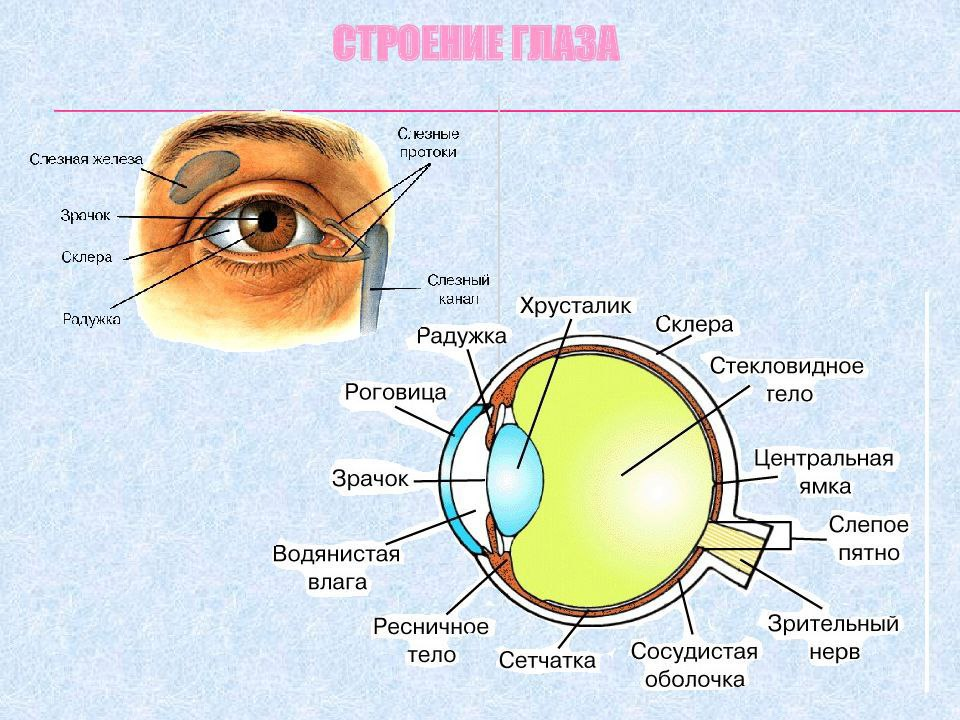 СТРОЕНИЕ ГЛАЗА
Слезные
протоки
Слезная железа
Зрачок
Склера
Радужка
Слезный
канал
Хрусталик
Склера
Радужка
Стекловидное
тело
Роговица
Центральная
ямка
Зрачок
Слепое
пятно
Водянистая
влага
Ресничное
тело
Сетчатка
Сосудистая
оболочка
Зрительный
нерв